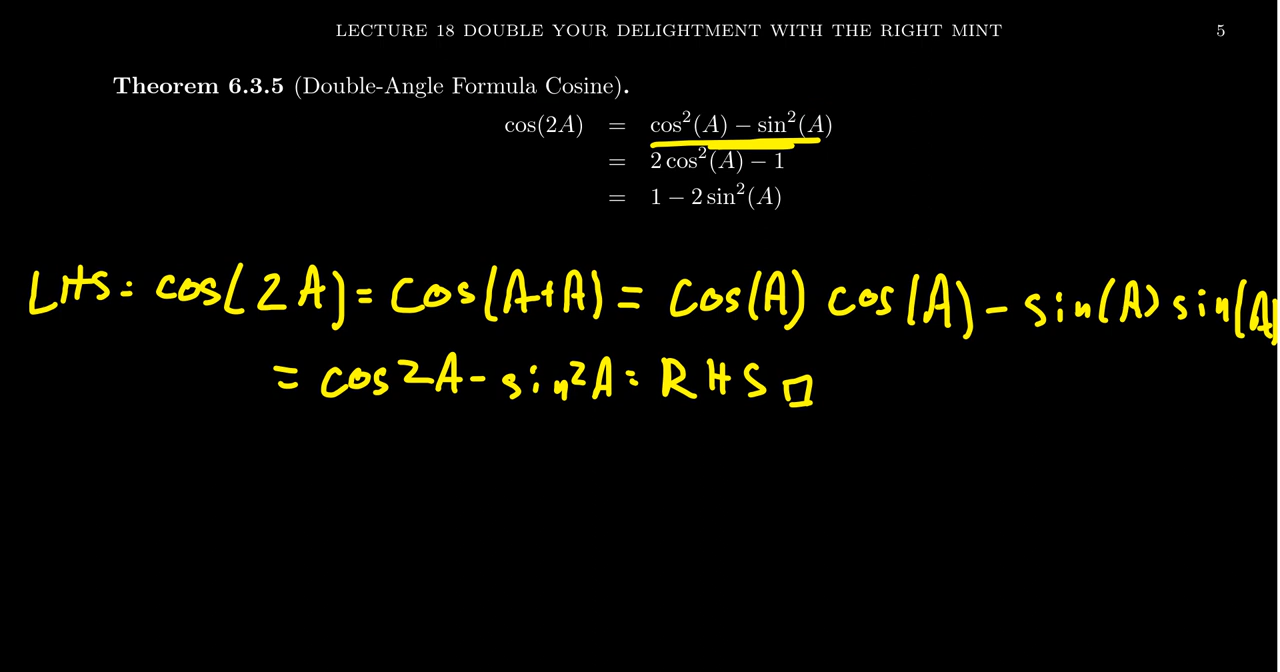 LECTURE 18 DOUBLE YOUR DELIGHTMENT WITH THE RIGHT MINT 5
Theorem 6.3.5 (Double-Angle Formula Cosine).
cos(2A) = cos²(A) − sin²(A)
= 2 cos²(A) − 1
= 1 − 2 sin²(A)
LHS = cos(2A) = cos(A+A) = cos(A) cos(A) − sin(A) sin(A)
= cos²A − sin²A = RHS □